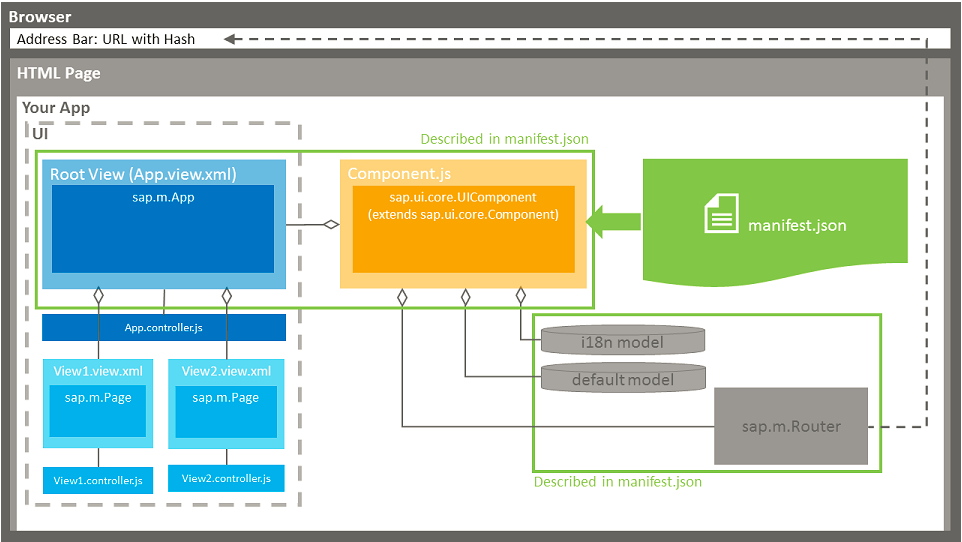 Browser
Address Bar: URL with Hash
HTML Page
Your App
UI
Described in manifest.json
Root View (App.view.xml)
sap.m.App
Component.js
sap.ui.core.UIComponent
(extends sap.ui.core.Component)
manifest.json
App.controller.js
i18n model
default model
View1.view.xml
sap.m.Page
View2.view.xml
sap.m.Page
sap.m.Router
View1.controller.js
View2.controller.js
Described in manifest.json